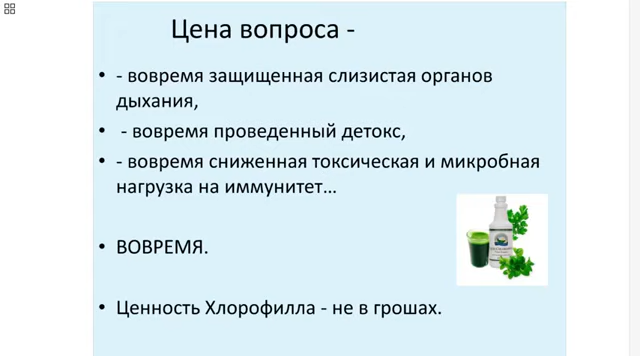 Цена вопроса -
• - вовремя защищенная слизистая органов
дыхания,
• - вовремя проведенный детокс,
• - вовремя сниженная токсическая и микробная
нагрузка на иммунитет...
• ВОВРЕМЯ.
• Ценность Хлорофилла - не в грошах.